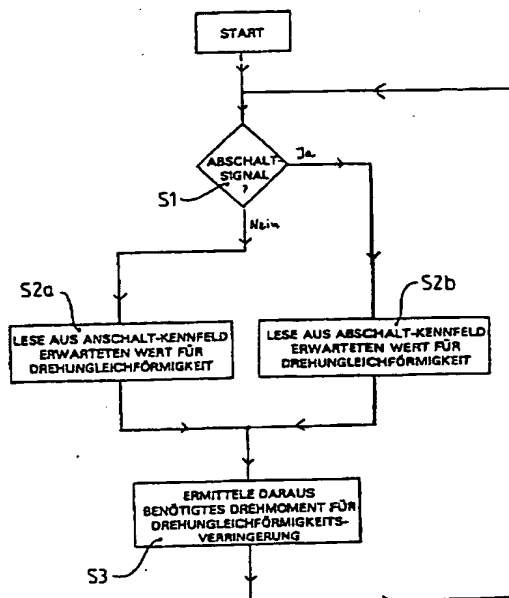 START
ABSCHALT-
SIGNAL
?
Ja
S1
Nein
S2a
S2b
LESE AUS ANSCHALT-KENNFELD
ERWARTETEN WERT FÜR
DREHUNGLEICHFÖRMIGKEIT
LESE AUS ABSCHALT-KENNFELD
ERWARTETEN WERT FÜR
DREHUNGLEICHFÖRMIGKEIT
ERMITTELE DARAUS
BENÖTIGTES DREHMOMENT FÜR
DREHUNGLEICHFÖRMIGKEITS-
VERRINGERUNG
S3